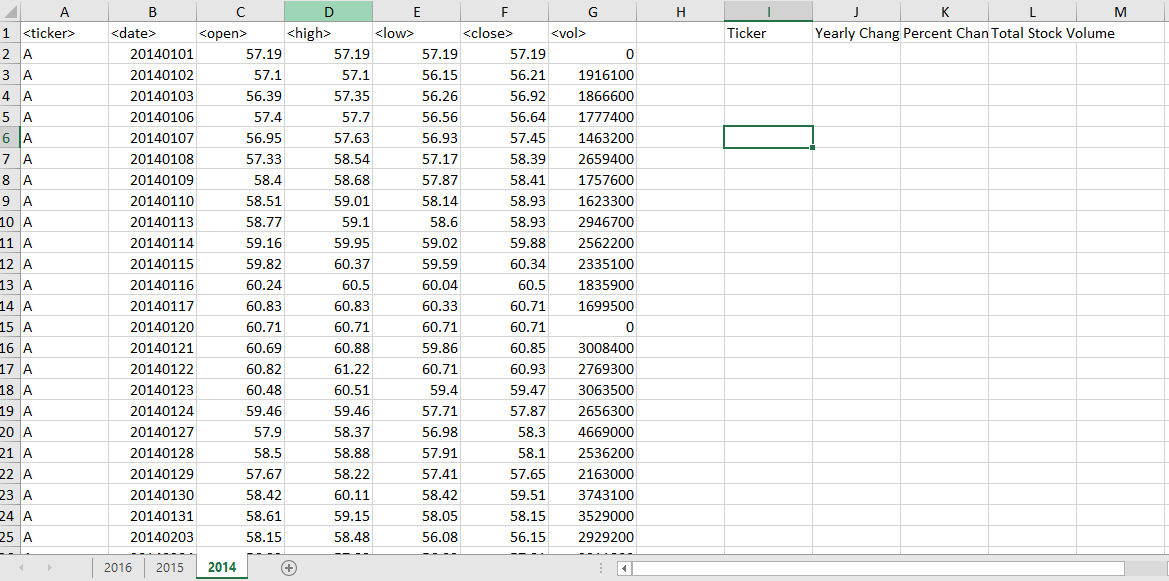 A B C D E F G H I J K L M
1 <ticker> <date> <open> <high> <low> <close> <vol> Ticker Yearly Chang Percent Chan Total Stock Volume
2 A 20140101 57.19 57.19 57.19 57.19 0
3 A 20140102 57.1 57.1 56.15 56.21 1916100
4 A 20140103 56.39 57.35 56.26 56.92 1866600
5 A 20140106 57.4 57.7 56.56 56.64 1777400
6 A 20140107 56.95 57.63 56.93 57.45 1463200
7 A 20140108 57.33 58.54 57.17 58.39 2659400
8 A 20140109 58.4 58.68 57.87 58.41 1757600
9 A 20140110 58.51 59.01 58.14 58.93 1623300
10 A 20140113 58.77 59.1 58.6 58.93 2946700
11 A 20140114 59.16 59.95 59.02 59.88 2562200
12 A 20140115 59.82 60.37 59.59 60.34 2335100
13 A 20140116 60.24 60.5 60.04 60.5 1835900
14 A 20140117 60.83 60.83 60.33 60.71 1699500
15 A 20140120 60.71 60.71 60.71 60.71 0
16 A 20140121 60.69 60.88 59.86 60.85 3008400
17 A 20140122 60.82 61.22 60.71 60.93 2769300
18 A 20140123 60.48 60.51 59.4 59.47 3063500
19 A 20140124 59.46 59.46 57.71 57.87 2656300
20 A 20140127 57.9 58.37 56.98 58.3 4669000
21 A 20140128 58.5 58.88 57.91 58.1 2536200
22 A 20140129 57.67 58.22 57.41 57.65 2163000
23 A 20140130 58.42 60.11 58.42 59.51 3743100
24 A 20140131 58.61 59.15 58.05 58.15 3529000
25 A 20140203 58.15 58.48 56.08 56.15 2929200
2016 2015 2014